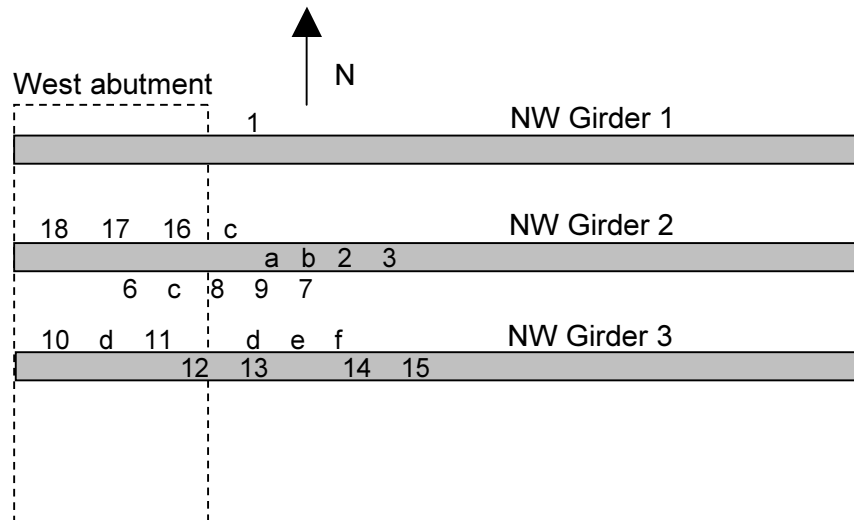 N
West abutment
1 NW Girder 1
18 17 16 c NW Girder 2
a b 2 3
6 c 8 9 7
10 d 11 d e f NW Girder 3
12 13 14 15